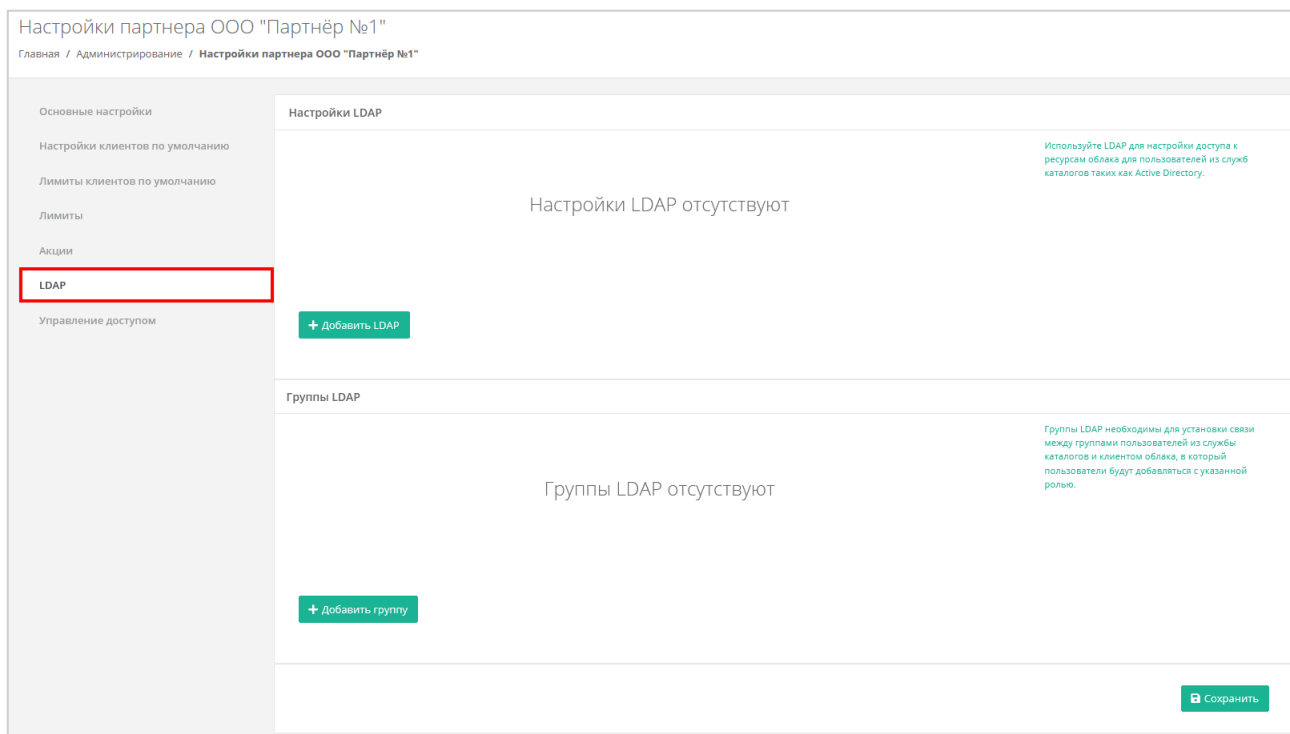 Настройки партнера ООО "Партнёр №1"
Главная / Администрирование / Настройки партнера ООО "Партнёр №1"
Основные настройки
Настройки клиентов по умолчанию
Лимиты клиентов по умолчанию
Лимиты
Акции
LDAP
Управление доступом
Настройки LDAP
Настройки LDAP отсутствуют
Используйте LDAP для настройки доступа к
ресурсам облака для пользователей из служб
каталогов таких как Active Directory.
Добавить LDAP
Группы LDAP
Группы LDAP отсутствуют
Группы LDAP необходимы для установки связи
между группами пользователей из службы
каталогов и клиентом облака, в который
пользователи будут добавляться с указанной
ролью.
Добавить группу
Сохранить